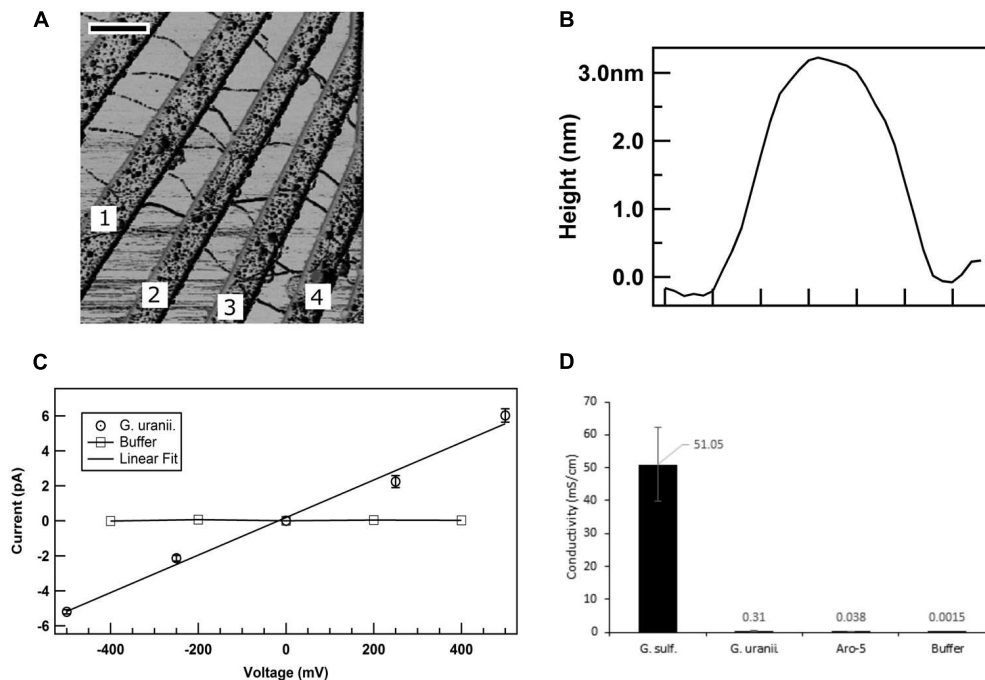 A
1
2
3
4
B
Height (nm)
3.0nm
2.0
1.0
0.0
C
Current (pA)
6
4
2
0
-2
-4
-6
G. uranii.
Buffer
Linear Fit
-400 -200 0 200 400
Voltage (mV)
D
Conductivity (mS/cm)
70
60
50
40
30
20
10
0
51.05
0.31
0.038
0.0015
G. sulf. G. uranii. Aro-5 Buffer